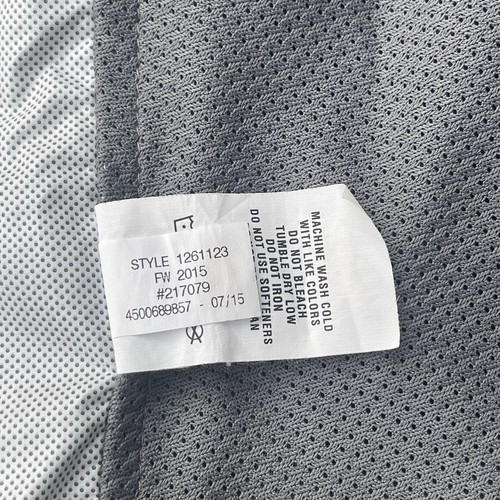 STYLE 1261123
FW 2015
#217079
4500689857 - 07/15
MACHINE WASH COLD
WITH LIKE COLORS
DO NOT BLEACH
TUMBLE DRY LOW
DO NOT IRON
DO NOT USE SOFTENERS